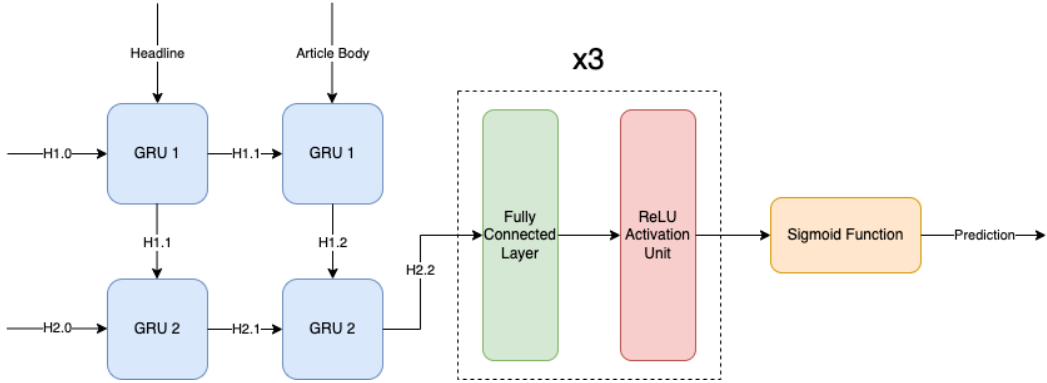 Headline
Article Body
x3
H1.0
GRU 1
H1.1
GRU 1
H1.1
H1.2
Fully
Connected
Layer
ReLU
Activation
Unit
Sigmoid Function
Prediction
H2.2
H2.0
GRU 2
H2.1
GRU 2